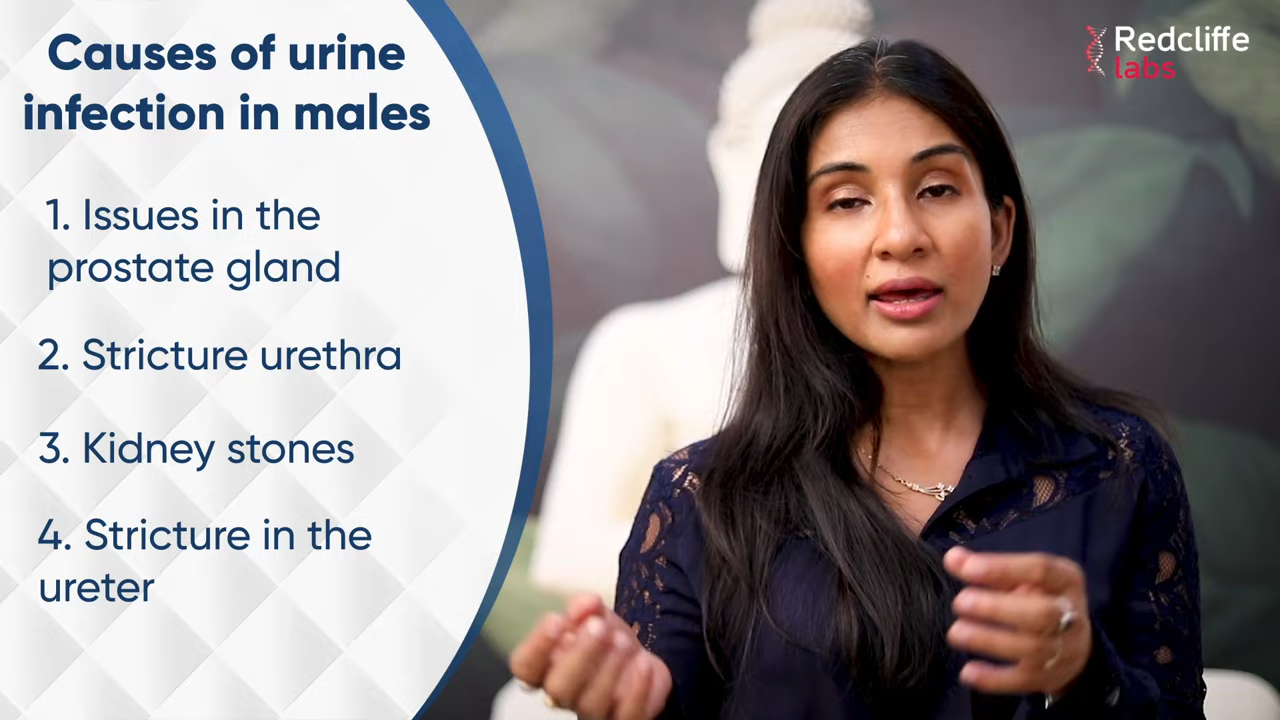 Causes of urine
infection in males
1. Issues in the
prostate gland
2. Stricture urethra
3. Kidney stones
4. Stricture in the
ureter
Redcliffe
labs